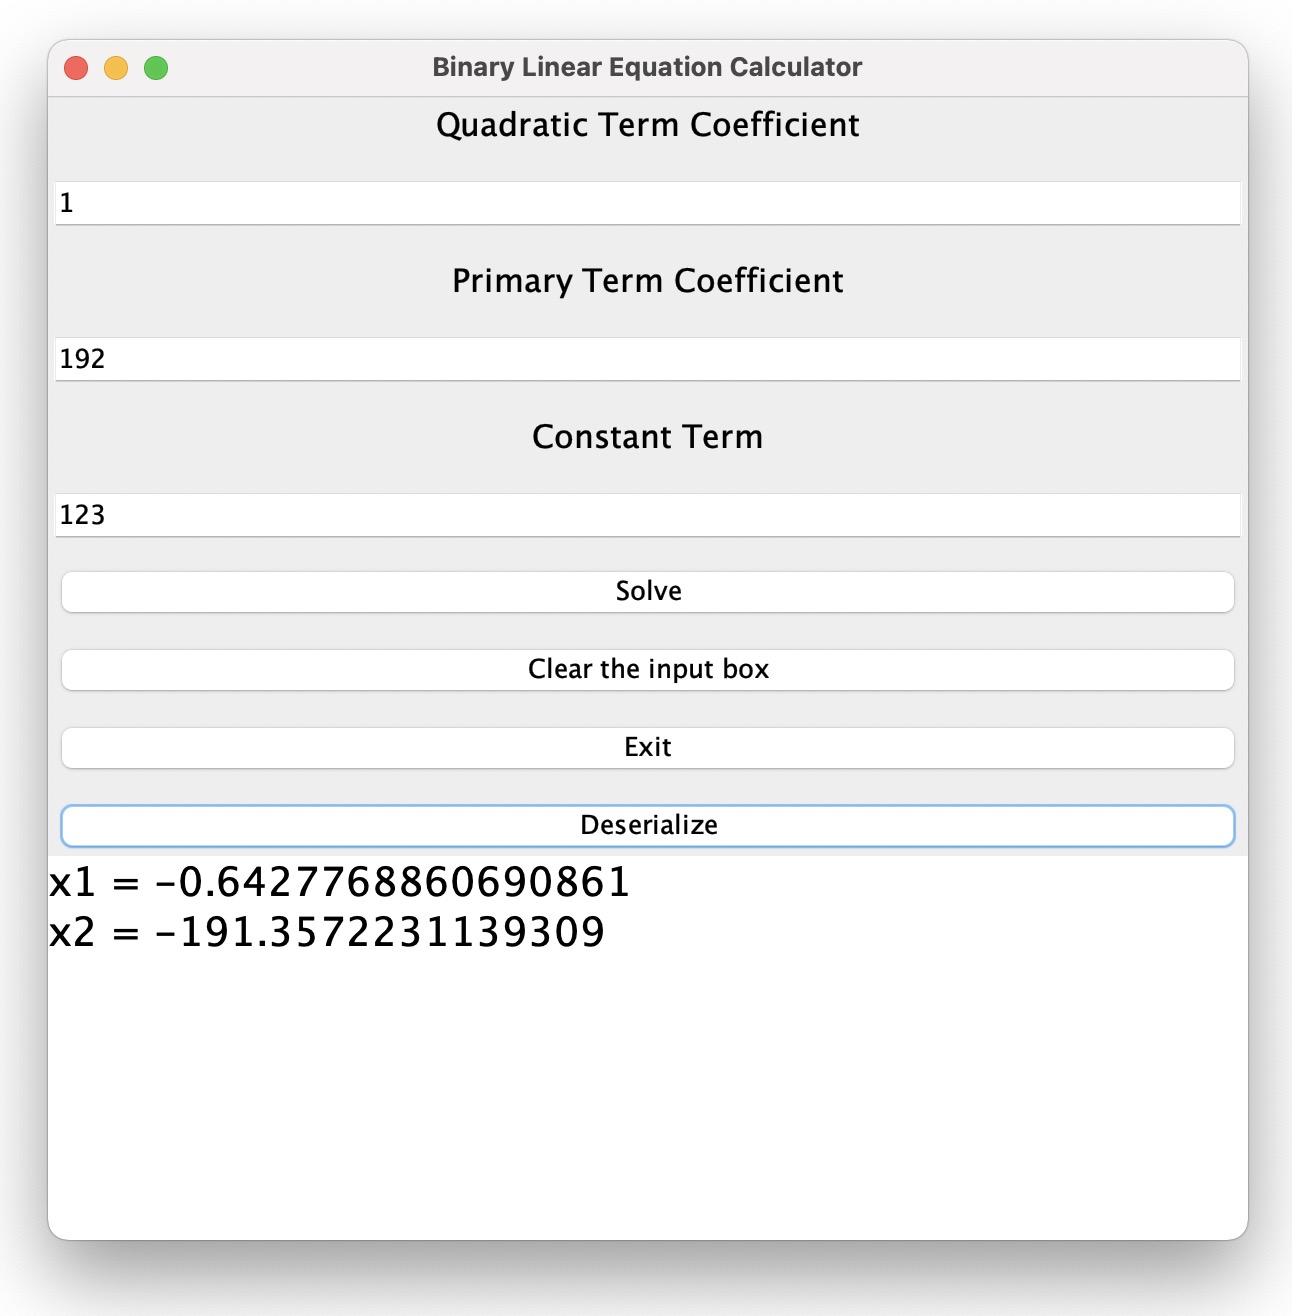 Binary Linear Equation Calculator
Quadratic Term Coefficient
1
Primary Term Coefficient
192
Constant Term
123
Solve
Clear the input box
Exit
Deserialize
x1 = -0.6427768860690861
x2 = -191.3572231139309